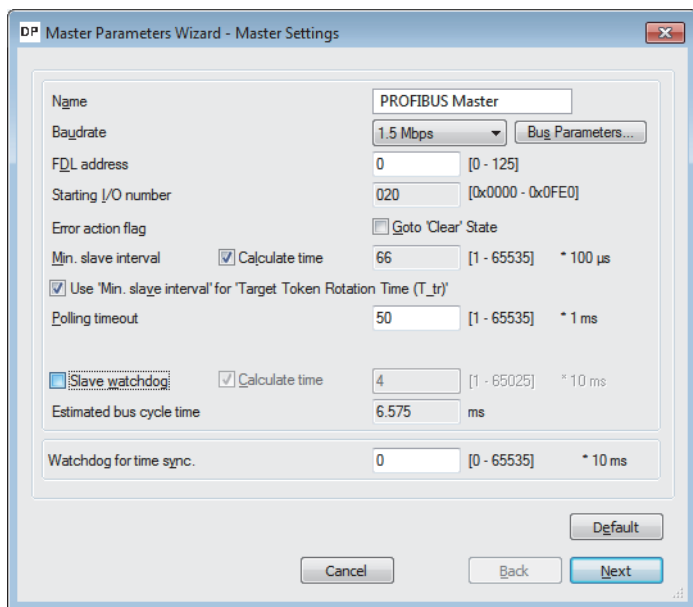 DP Master Parameters Wizard - Master Settings
Name PROFIBUS Master
Baudrate 1.5 Mbps Bus Parameters...
FDL address 0 [0 - 125]
Starting I/O number 020 [0x0000 - 0x0FE0]
Error action flag Goto 'Clear' State
Min. slave interval Calculate time 66 [1 - 65535] * 100 µs
Use 'Min. slave interval' for 'Target Token Rotation Time (T_tr)'
Polling timeout 50 [1 - 65535] * 1 ms
Slave watchdog Calculate time 4 [1 - 65025] * 10 ms
Estimated bus cycle time 6.575 ms
Watchdog for time sync. 0 [0 - 65535] * 10 ms
Default
Cancel Back Next